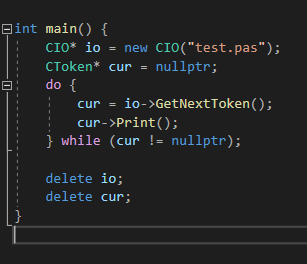 int main() {
    CIO* io = new CIO("test.pas");
    CToken* cur = nullptr;
    do {
        cur = io->GetNextToken();
        cur->Print();
    } while (cur != nullptr);

    delete io;
    delete cur;
}